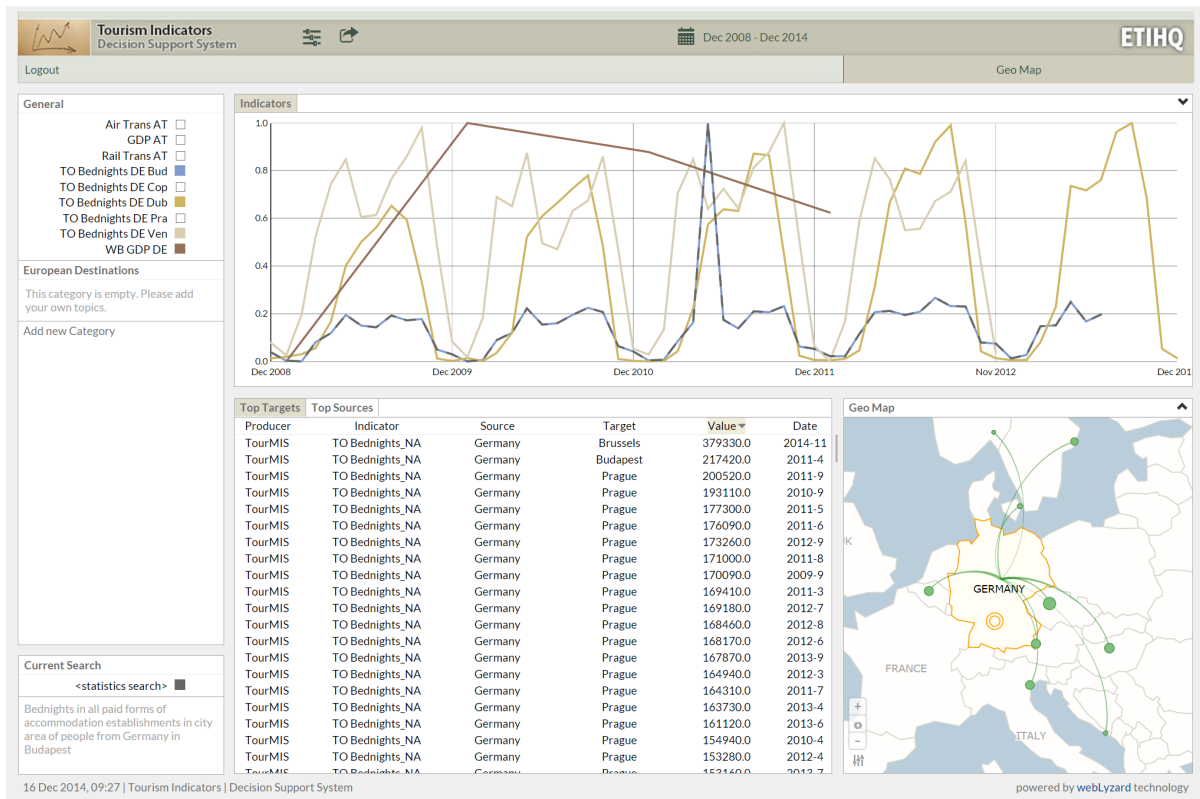 Tourism Indicators
Decision Support System
Dec 2008 - Dec 2014
ETIHQ
Logout
Geo Map
General
Air Trans AT
GDP AT
Rail Trans AT
TO Bednights DE Bud
TO Bednights DE Cop
TO Bednights DE Dub
TO Bednights DE Pra
TO Bednights DE Ven
WB GDP DE
European Destinations
This category is empty. Please add
your own topics.
Add new Category
Current Search
<statistics search>
Bednights in all paid forms of
accommodation establishments in city
area of people from Germany in
Budapest
Indicators
1.0
0.8
0.6
0.4
0.2
0.0
Dec 2008 Dec 2009 Dec 2010 Dec 2011 Nov 2012 Dec 201
Top Targets Top Sources
Producer Indicator Source Target Value Date
TourMIS TO Bednights_NA Germany Brussels 379330.0 2014-11
TourMIS TO Bednights_NA Germany Budapest 217420.0 2011-4
TourMIS TO Bednights_NA Germany Prague 200520.0 2011-9
TourMIS TO Bednights_NA Germany Prague 193110.0 2010-9
TourMIS TO Bednights_NA Germany Prague 177300.0 2011-5
TourMIS TO Bednights_NA Germany Prague 176090.0 2011-6
TourMIS TO Bednights_NA Germany Prague 173260.0 2012-9
TourMIS TO Bednights_NA Germany Prague 171000.0 2011-8
TourMIS TO Bednights_NA Germany Prague 170090.0 2009-9
TourMIS TO Bednights_NA Germany Prague 169410.0 2011-3
TourMIS TO Bednights_NA Germany Prague 169180.0 2012-7
TourMIS TO Bednights_NA Germany Prague 168460.0 2012-8
TourMIS TO Bednights_NA Germany Prague 168170.0 2012-6
TourMIS TO Bednights_NA Germany Prague 167870.0 2013-9
TourMIS TO Bednights_NA Germany Prague 164940.0 2012-3
TourMIS TO Bednights_NA Germany Prague 164310.0 2011-7
TourMIS TO Bednights_NA Germany Prague 163730.0 2013-4
TourMIS TO Bednights_NA Germany Prague 161120.0 2013-6
TourMIS TO Bednights_NA Germany Prague 154940.0 2010-4
TourMIS TO Bednights_NA Germany Prague 153280.0 2012-4
TourMIS TO Bednights_NA Germany Prague 153160.0 2013-7
Geo Map
K
GERMANY
FRANCE
ITALY
16 Dec 2014, 09:27 | Tourism Indicators | Decision Support System
powered by webLyzard technology